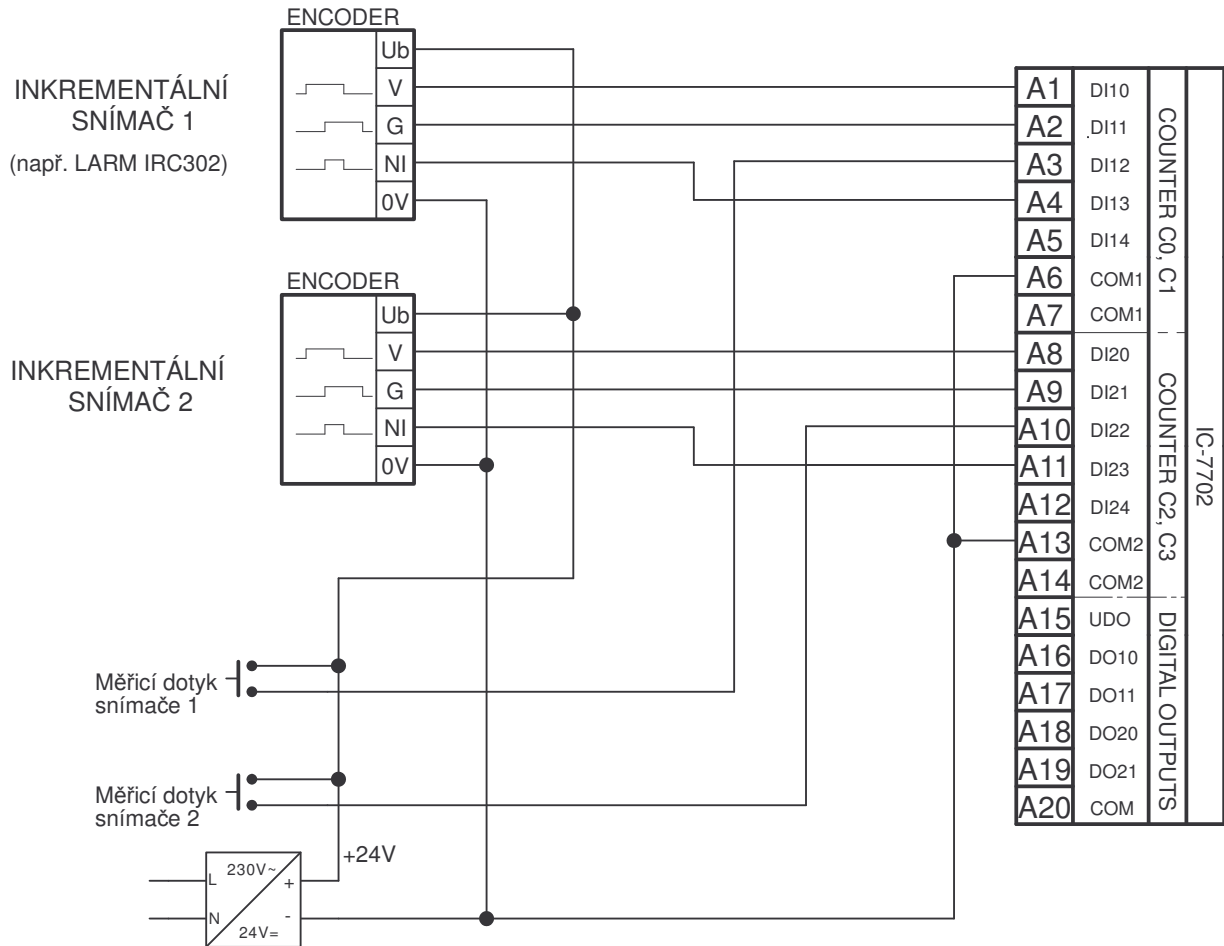 ENCODER
INKREMENTÁLNÍ
SNÍMAČ 1
(např. LARM IRC302)
Ub
V
G
NI
0V
ENCODER
INKREMENTÁLNÍ
SNÍMAČ 2
Ub
V
G
NI
0V
Měřicí dotyk
snímače 1
Měřicí dotyk
snímače 2
+24V
L
230V~
+
N
24V=
-
A1 DI10
A2 DI11
A3 DI12
A4 DI13
A5 DI14
A6 COM1
A7 COM1
A8 DI20
A9 DI21
A10 DI22
A11 DI23
A12 DI24
A13 COM2
A14 COM2
A15 UDO
A16 DO10
A17 DO11
A18 DO20
A19 DO21
A20 COM
COUNTER C0, C1
COUNTER C2, C3
DIGITAL OUTPUTS
IC-7702